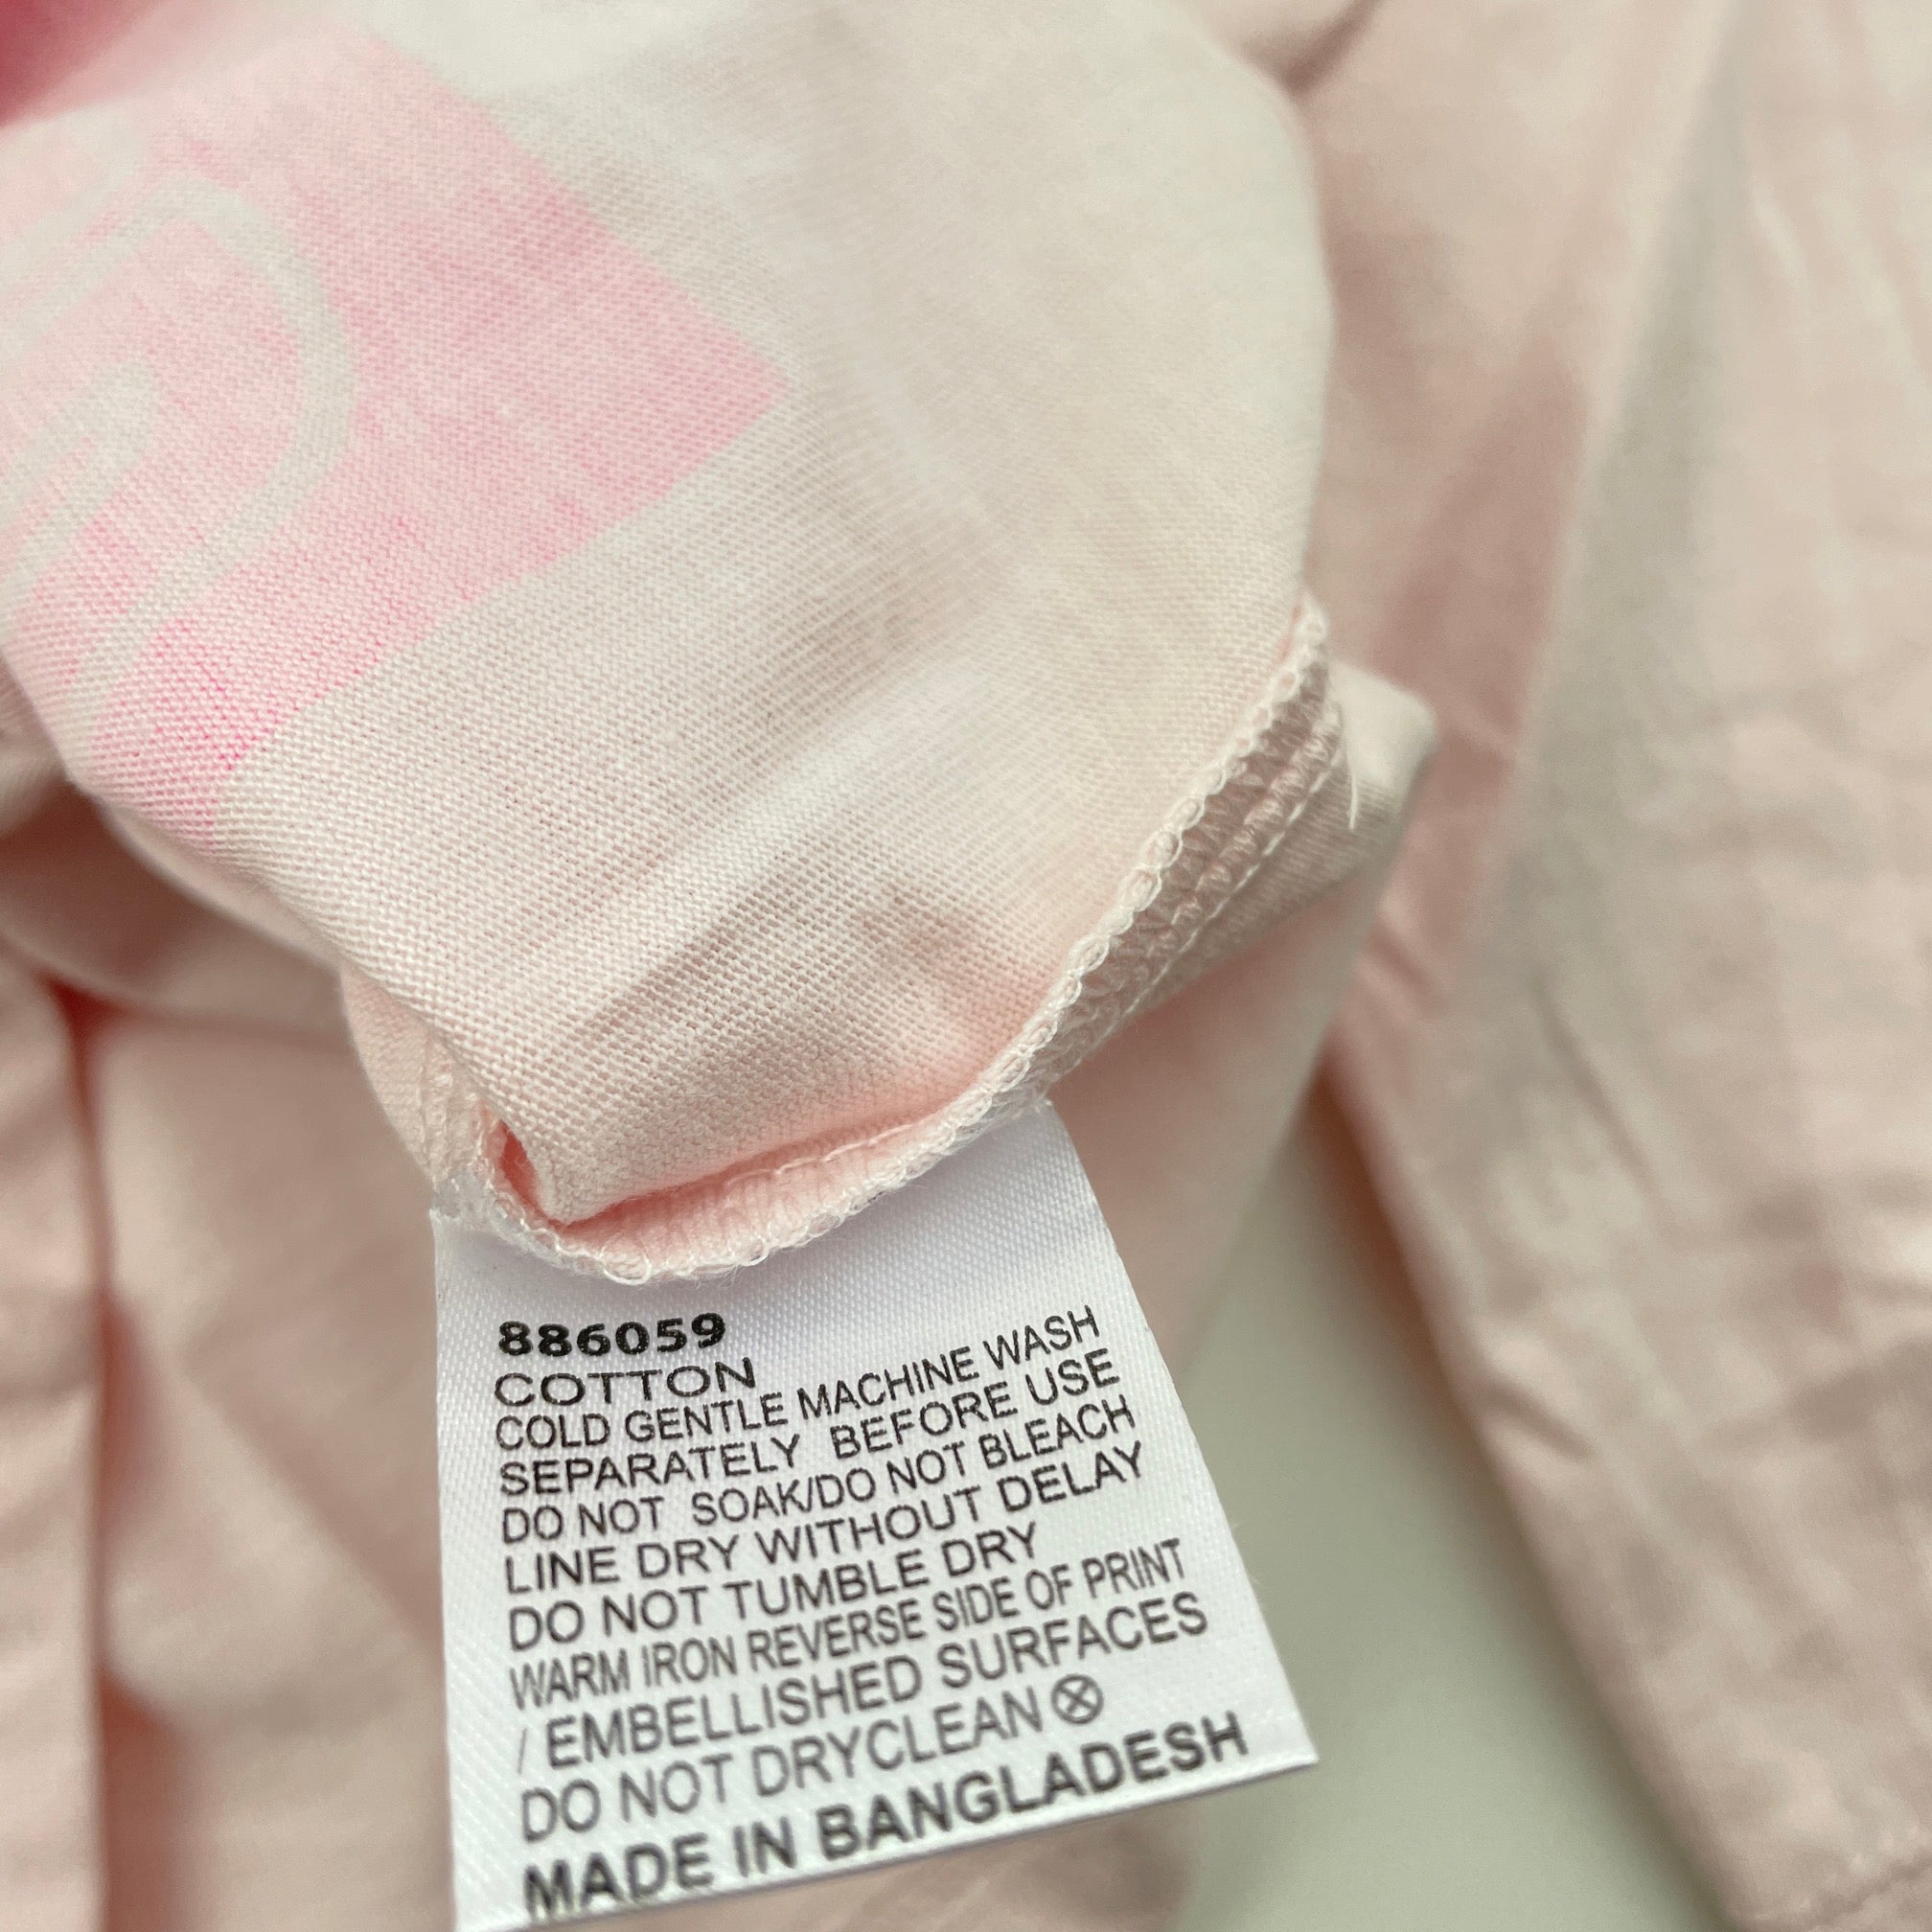 886059
COTTON
COLD GENTLE MACHINE WASH
SEPARATELY BEFORE USE
DO NOT SOAK/DO NOT BLEACH
LINE DRY WITHOUT DELAY
DO NOT TUMBLE DRY
WARM IRON REVERSE SIDE OF PRINT
/ EMBELLISHED SURFACES
DO NOT DRYCLEAN
MADE IN BANGLADESH